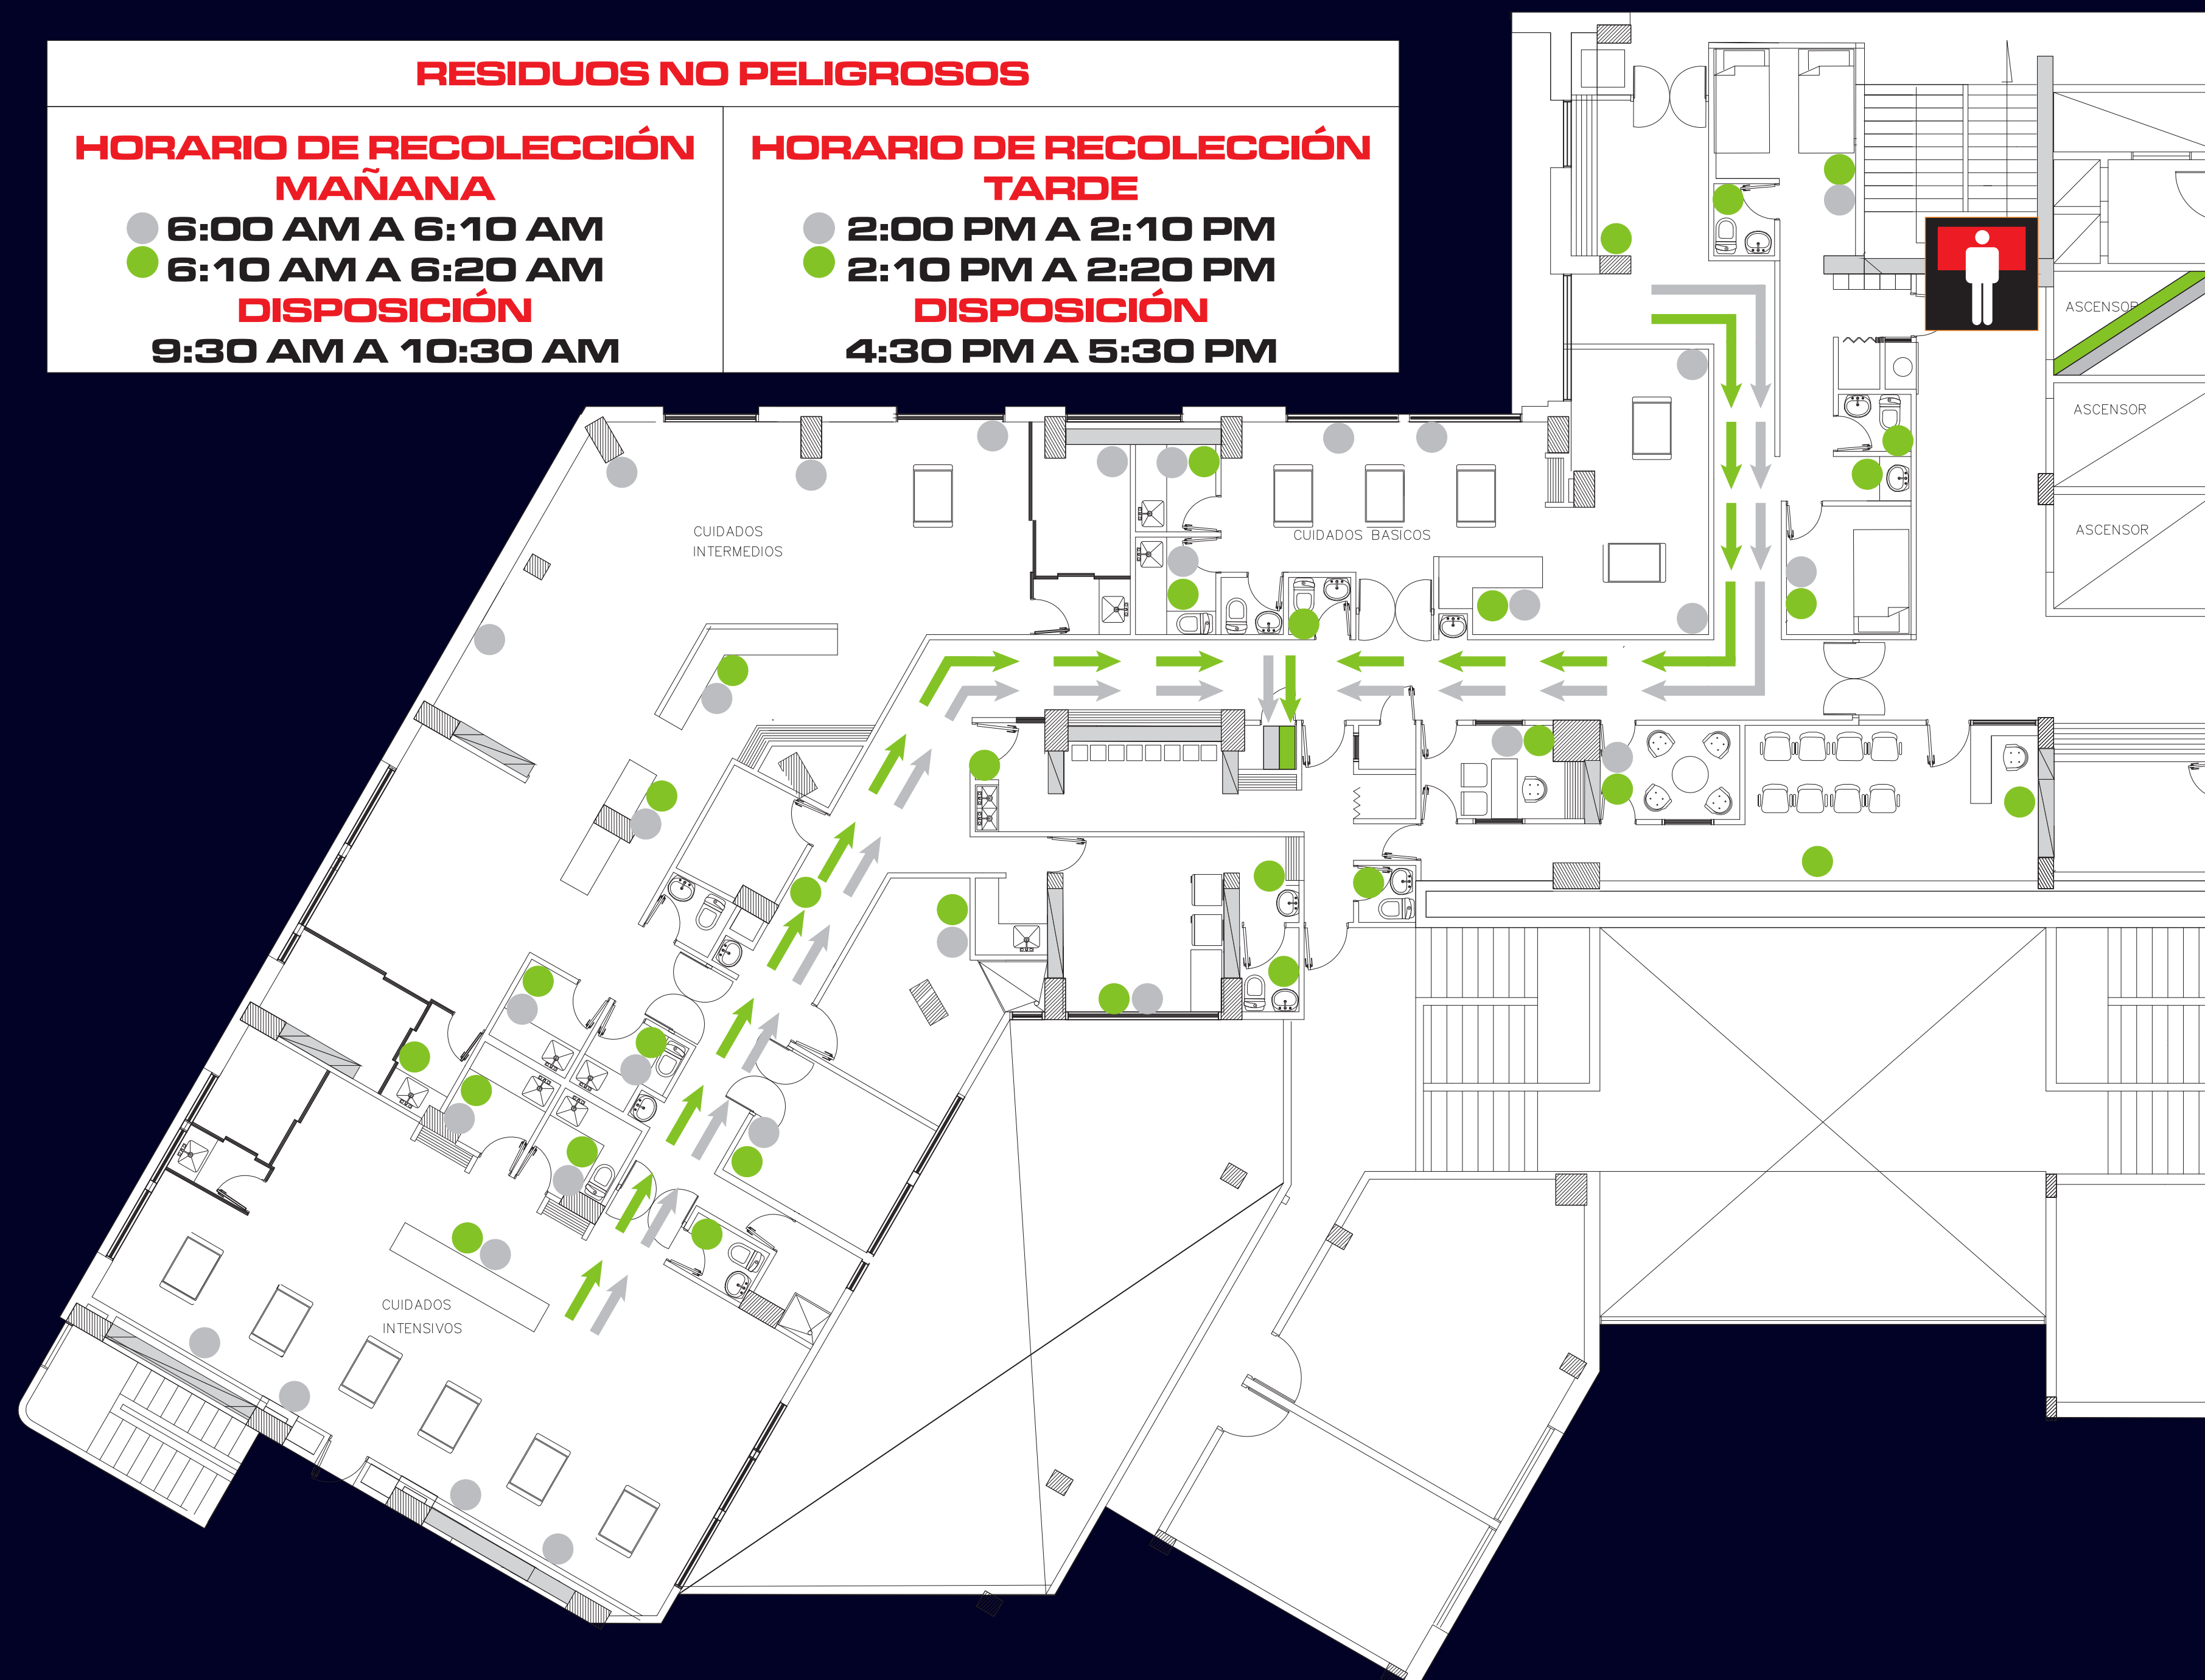 RESIDUOS NO PELIGROSOS
HORARIO DE RECOLECCIÓN
MAÑANA
6:00 AM A 6:10 AM
6:10 AM A 6:20 AM
DISPOSICIÓN
9:30 AM A 10:30 AM
HORARIO DE RECOLECCIÓN
TARDE
2:00 PM A 2:10 PM
2:10 PM A 2:20 PM
DISPOSICIÓN
4:30 PM A 5:30 PM
ASCENSOR
ASCENSOR
ASCENSOR
CUIDADOS
INTERMEDIOS
CUIDADOS BASICOS
CUIDADOS
INTENSIVOS